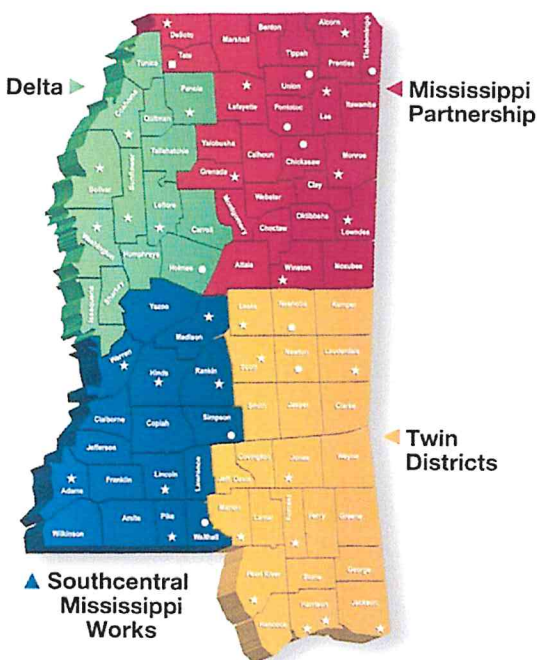 Delta
Mississippi
Partnership
Twin
Districts
Southcentral
Mississippi
Works
DeSoto
Marshall
Benton
Alcorn
Tippah
Prentiss
Tishomingo
Tate
Tunica
Panola
Lafayette
Union
Pontotoc
Lee
Itawamba
Coahoma
Quitman
Yalobusha
Calhoun
Chickasaw
Monroe
Tallahatchie
Grenada
Clay
Bolivar
Sunflower
Leflore
Webster
Montgomery
Oktibbeha
Lowndes
Carroll
Choctaw
Washington
Humphreys
Holmes
Attala
Winston
Noxubee
Sharkey
Issaquena
Yazoo
Madison
Leake
Neshoba
Kemper
Warren
Hinds
Rankin
Scott
Newton
Lauderdale
Claiborne
Copiah
Simpson
Smith
Jasper
Clarke
Jefferson
Lawrence
Covington
Jones
Wayne
Jeff Davis
Adams
Franklin
Lincoln
Marion
Lamar
Forrest
Perry
Greene
Wilkinson
Amite
Pike
Walthall
Pearl River
Stone
George
Hancock
Harrison
Jackson